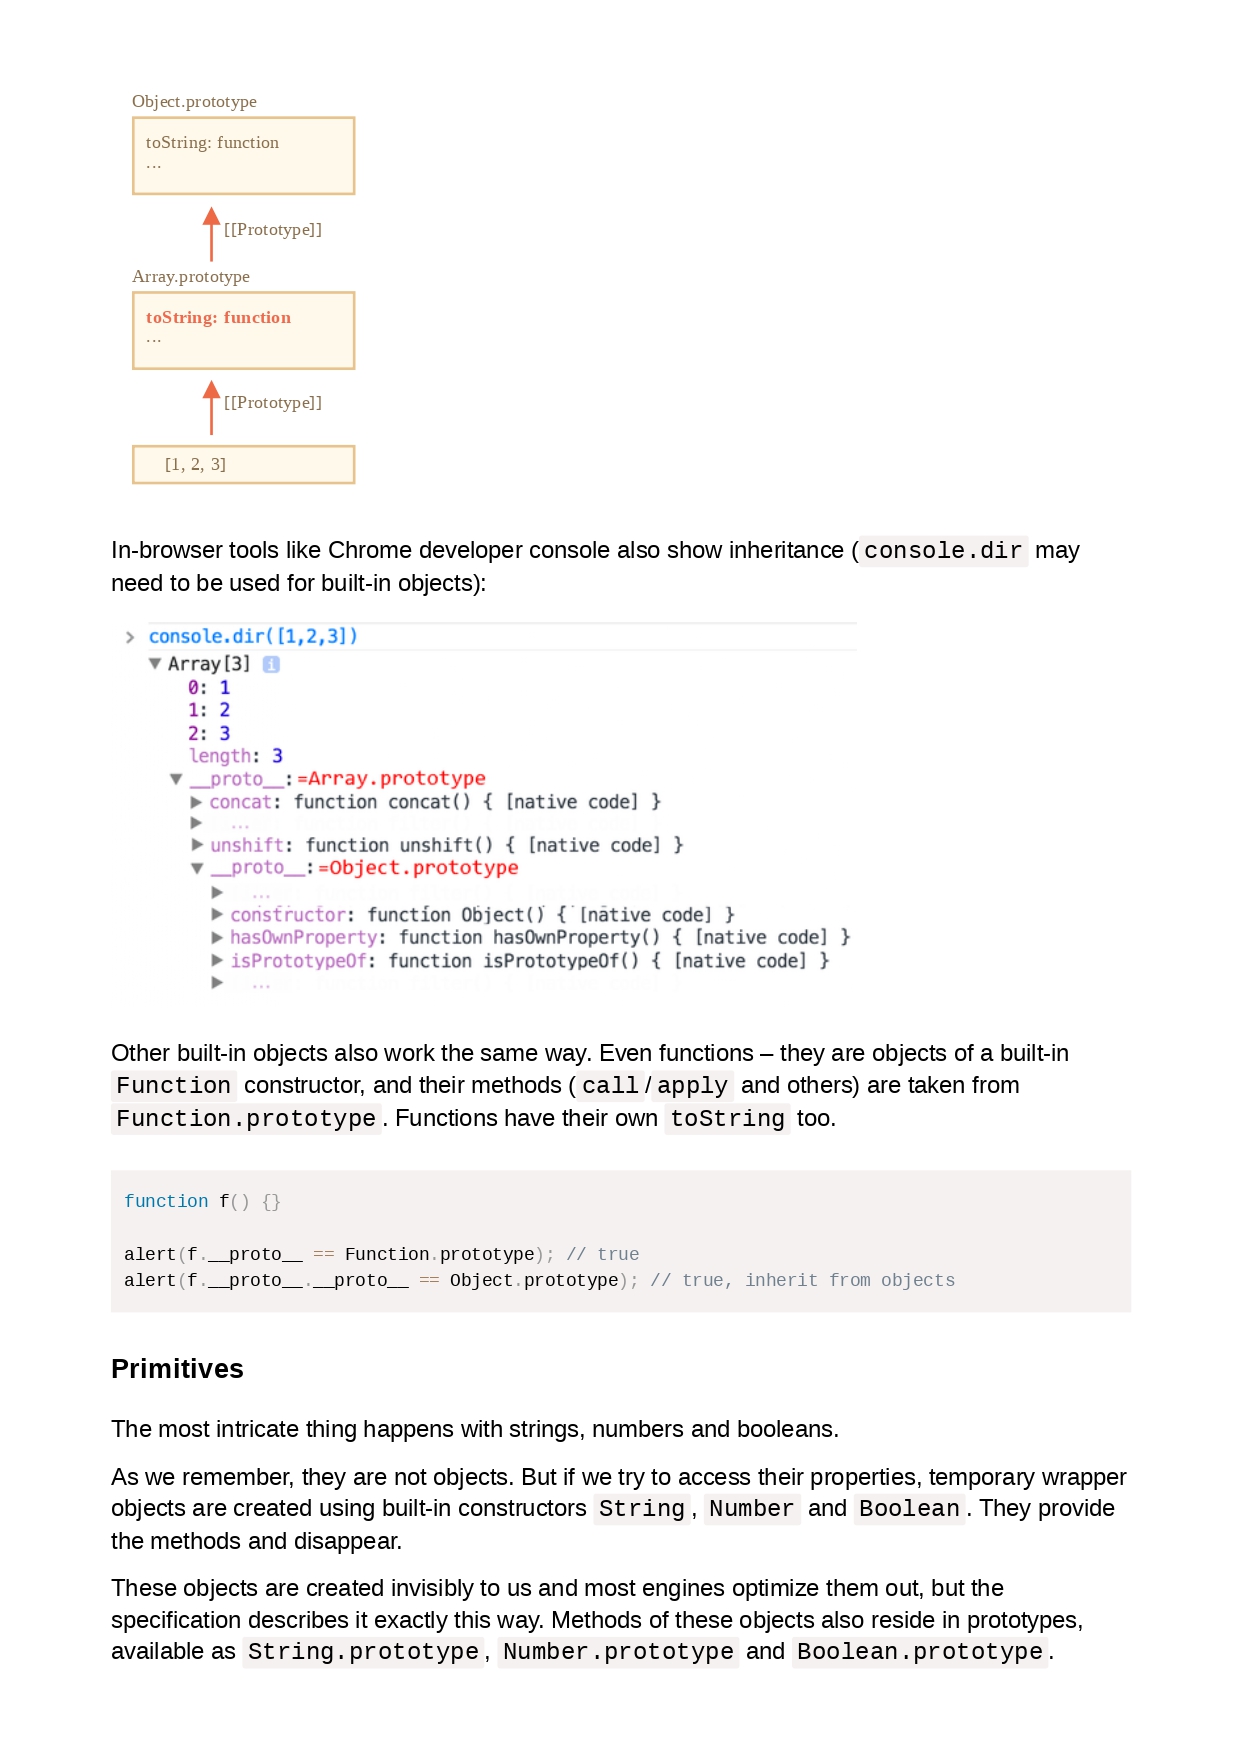 Object.prototype
toString: function
...
[[Prototype]]
Array.prototype
toString: function
...
[[Prototype]]
[1, 2, 3]
In-browser tools like Chrome developer console also show inheritance (console.dir may
need to be used for built-in objects):
> console.dir([1,2,3])
▼ Array[3] i
0: 1
1: 2
2: 3
length: 3
▼ __proto__:=Array.prototype
▶ concat: function concat() { [native code] }
▶ ...
▶ unshift: function unshift() { [native code] }
▼ __proto__:=Object.prototype
▶ ...
▶ constructor: function Object() { [native code] }
▶ hasOwnProperty: function hasOwnProperty() { [native code] }
▶ isPrototypeOf: function isPrototypeOf() { [native code] }
▶ ...
Other built-in objects also work the same way. Even functions – they are objects of a built-in
Function constructor, and their methods (call/apply and others) are taken from
Function.prototype. Functions have their own toString too.
function f() {}
alert(f.__proto__ == Function.prototype); // true
alert(f.__proto__.__proto__ == Object.prototype); // true, inherit from objects
Primitives
The most intricate thing happens with strings, numbers and booleans.
As we remember, they are not objects. But if we try to access their properties, temporary wrapper
objects are created using built-in constructors String, Number and Boolean. They provide
the methods and disappear.
These objects are created invisibly to us and most engines optimize them out, but the
specification describes it exactly this way. Methods of these objects also reside in prototypes,
available as String.prototype, Number.prototype and Boolean.prototype.